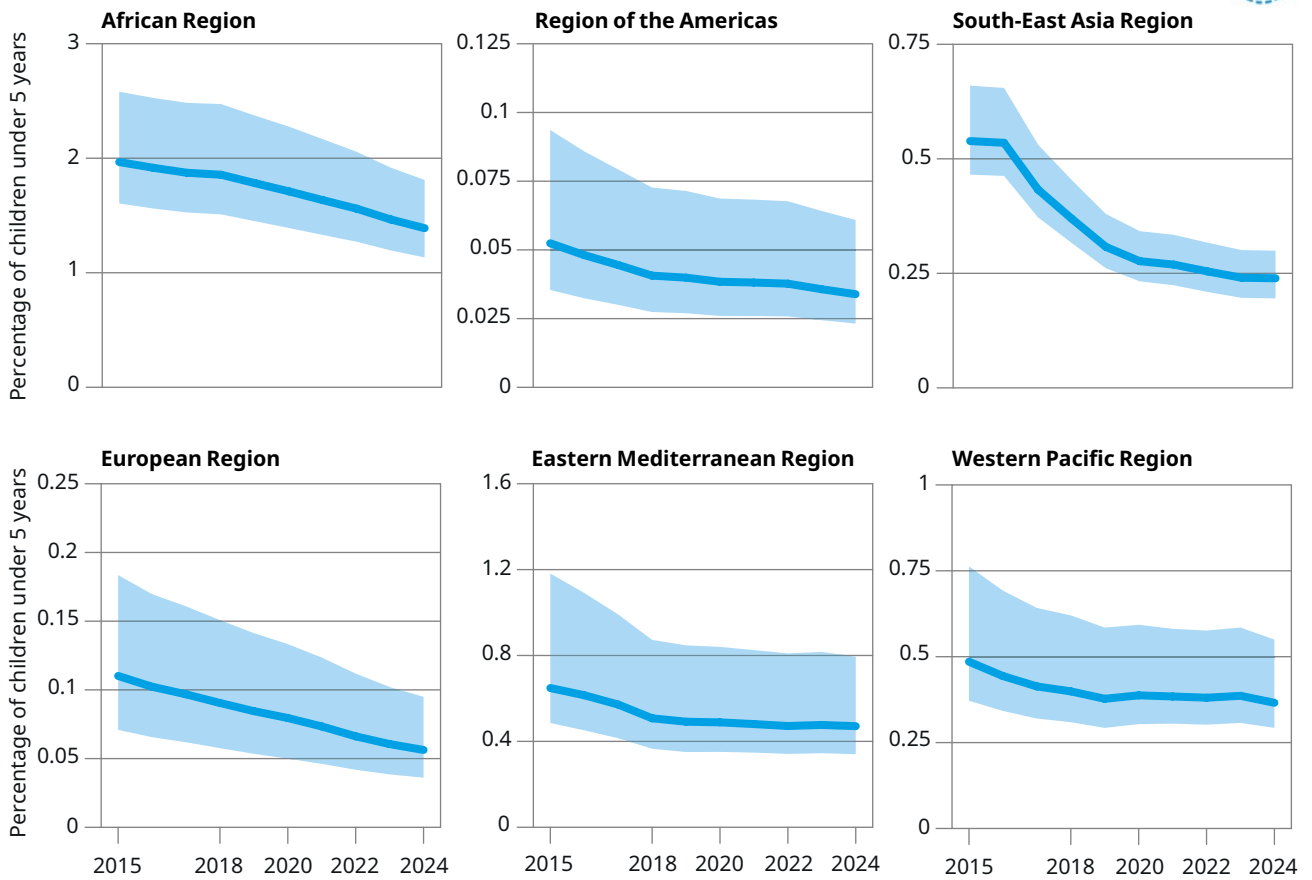 African Region
Region of the Americas
South-East Asia Region
Percentage of children under 5 years
3
2
1
0
0.125
0.1
0.075
0.05
0.025
0
0.75
0.5
0.25
0
European Region
Eastern Mediterranean Region
Western Pacific Region
Percentage of children under 5 years
0.25
0.2
0.15
0.1
0.05
0
1.6
1.2
0.8
0.4
0
1
0.75
0.5
0.25
0
2015 2018 2020 2022 2024
2015 2018 2020 2022 2024
2015 2018 2020 2022 2024